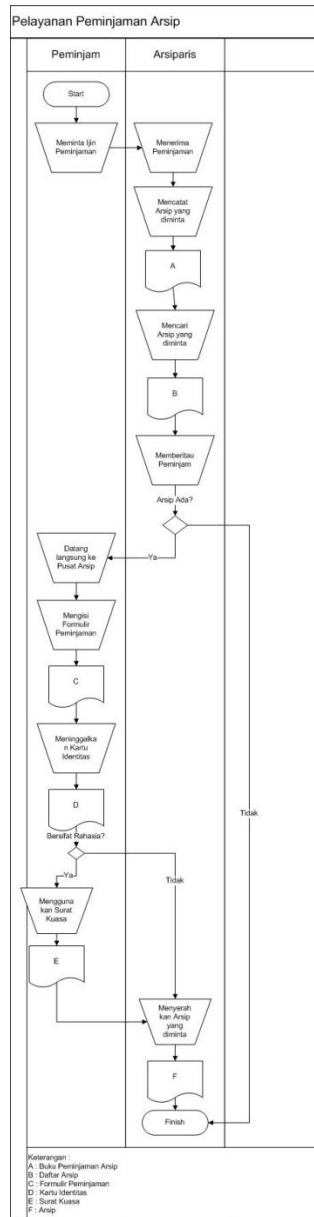 Pelayanan Peminjaman Arsip
Peminjam
Arsiparis
Start
Meminta Ijin
Peminjaman
Menerima
Peminjaman
Mencatat
Arsip yang
diminta
A
Mencari
Arsip yang
diminta
B
Memberitau
Peminjam
Arsip Ada?
Ya
Datang
langsung ke
Pusat Arsip
Mengisi
Formulir
Peminjaman
C
Meninggalka
n Kartu
Identitas
D
Tidak
Bersifat Rahasia?
Ya
Tidak
Mengguna
kan Surat
Kuasa
E
Menyerah
kan Arsip
yang
diminta
F
Finish
Keterangan :
A : Buku Peminjaman Arsip
B : Daftar Arsip
C : Formulir Peminjaman
D : Kartu Identitas
E : Surat Kuasa
F : Arsip